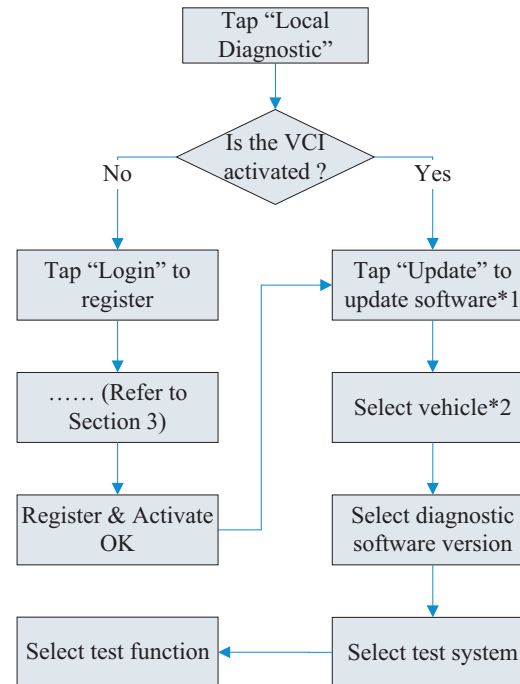 Tap “Local
Diagnostic”
Is the VCI
activated ?
No
Yes
Tap “Login” to
register
Tap “Update” to
update software*1
…… (Refer to
Section 3)
Select vehicle*2
Register & Activate
OK
Select diagnostic
software version
Select test function
Select test system